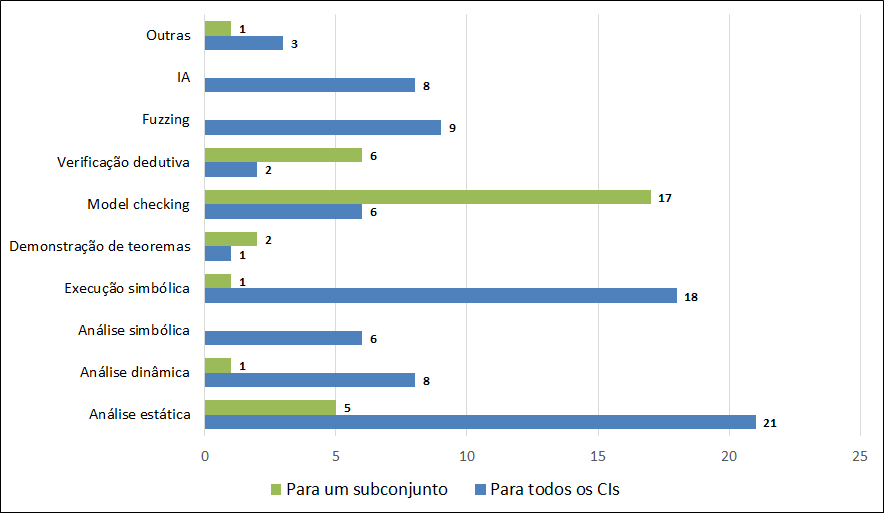 Outras 1
3
IA 8
Fuzzing 9
Verificação dedutiva 6
2
Model checking 17
6
Demonstração de teoremas 2
1
Execução simbólica 1
18
Análise simbólica 6
Análise dinâmica 1
8
Análise estática 5
21
0 5 10 15 20 25
Para um subconjunto Para todos os CIs